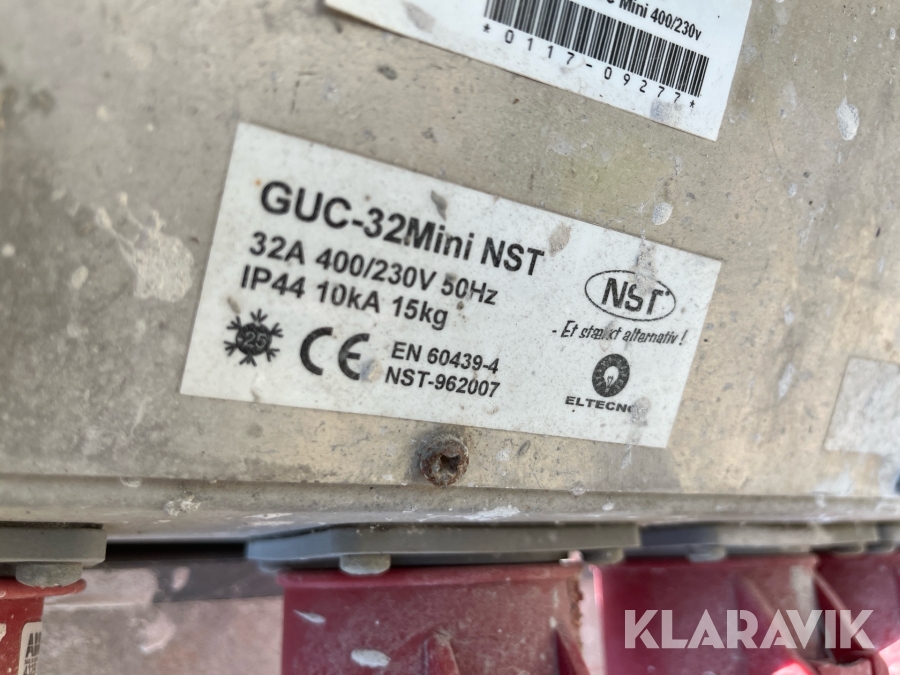 Mini 400/230v
*0117-09277*
GUC-32Mini NST
32A 400/230V 50Hz
IP44 10kA 15kg
-25
CE
EN 60439-4
NST-962007
NST
- Et stærkt alternativ!
ELTECNO
KLARAVIK